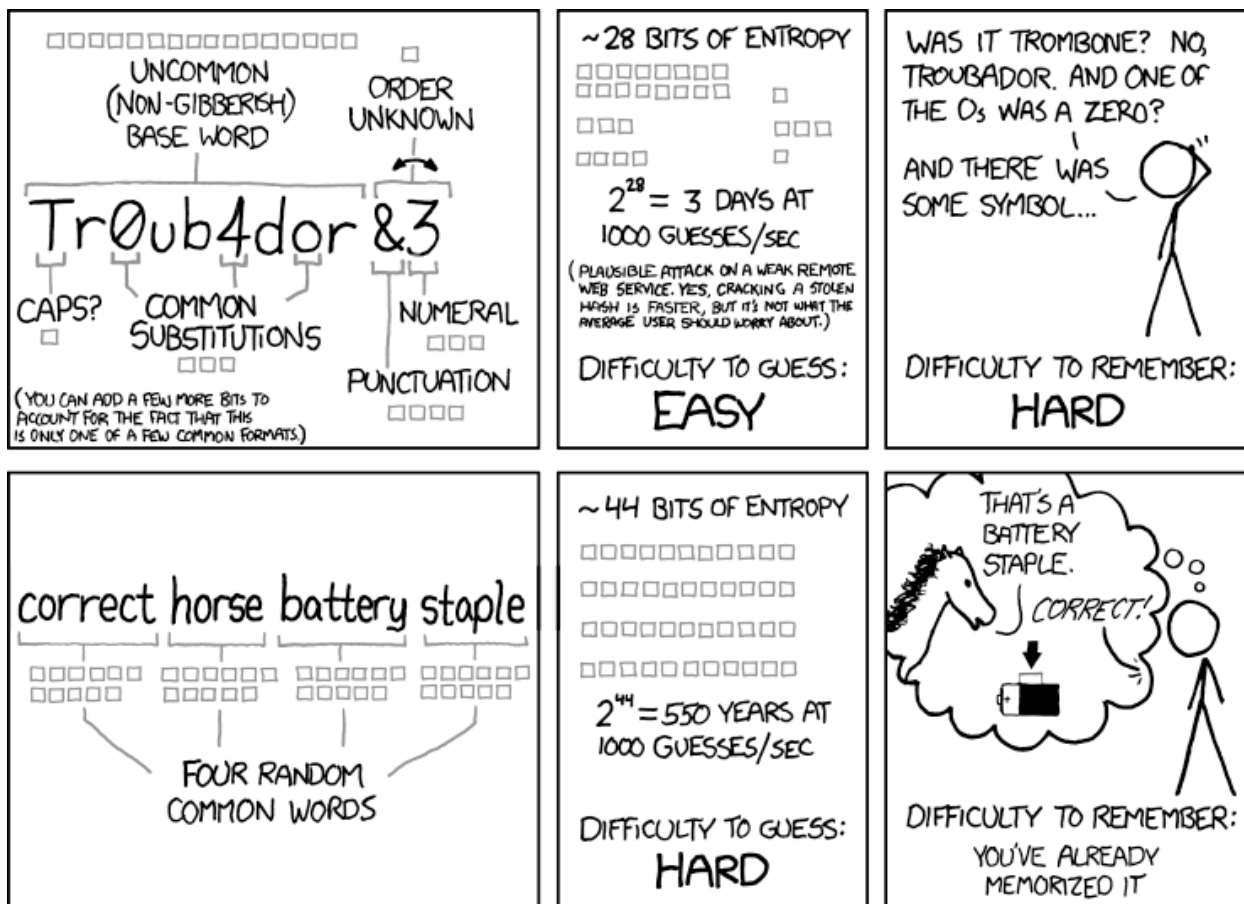 UNCOMMON
(NON-GIBBERISH)
BASE WORD
ORDER
UNKNOWN
Tr0ub4dor &3
CAPS?
COMMON
SUBSTITUTIONS
NUMERAL
PUNCTUATION
(YOU CAN ADD A FEW MORE BITS TO
ACCOUNT FOR THE FACT THAT THIS
IS ONLY ONE OF A FEW COMMON FORMATS.)
~28 BITS OF ENTROPY
2^28 = 3 DAYS AT
1000 GUESSES/SEC
(PLAUSIBLE ATTACK ON A WEAK REMOTE
WEB SERVICE. YES, CRACKING A STOLEN
HASH IS FASTER, BUT IT'S NOT WHAT THE
AVERAGE USER SHOULD WORRY ABOUT.)
DIFFICULTY TO GUESS:
EASY
WAS IT TROMBONE? NO,
TROUBADOR. AND ONE OF
THE Os WAS A ZERO?
AND THERE WAS
SOME SYMBOL...
DIFFICULTY TO REMEMBER:
HARD
correct horse battery staple
FOUR RANDOM
COMMON WORDS
~44 BITS OF ENTROPY
2^44 = 550 YEARS AT
1000 GUESSES/SEC
DIFFICULTY TO GUESS:
HARD
THAT'S A
BATTERY
STAPLE.
CORRECT!
+
DIFFICULTY TO REMEMBER:
YOU'VE ALREADY
MEMORIZED IT